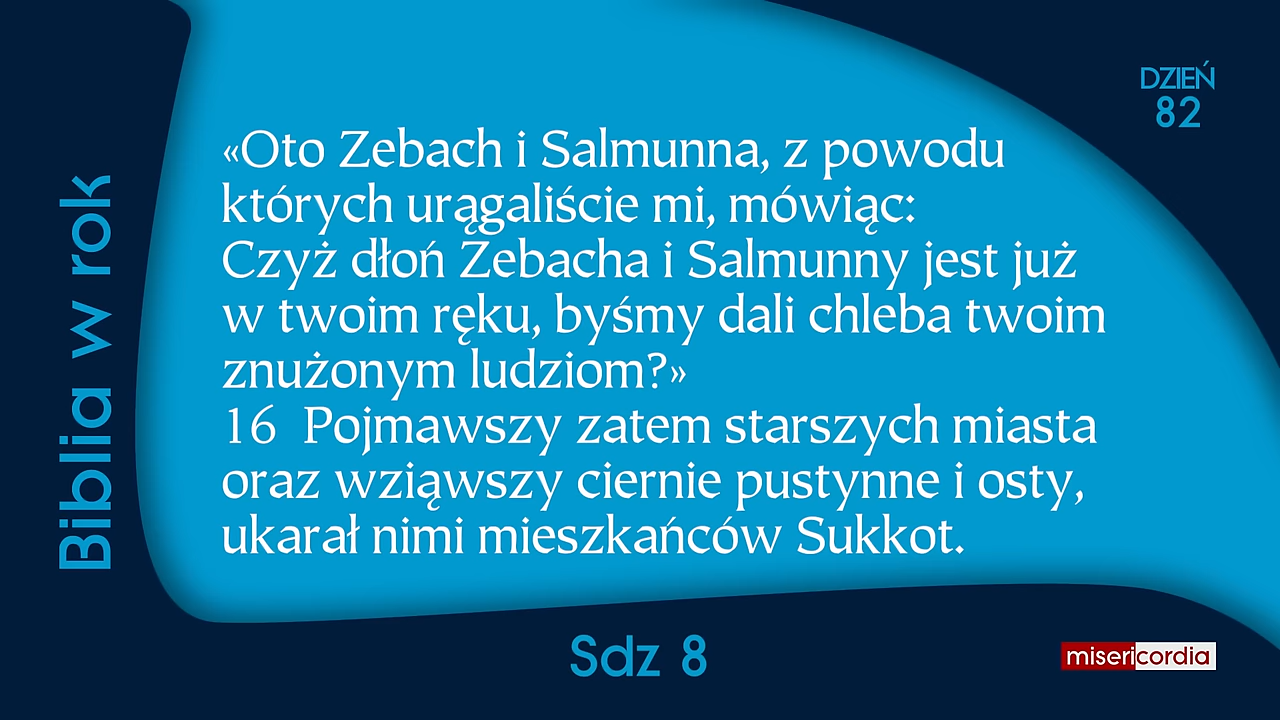 DZIEŃ
82
Biblia w rok
«Oto Zebach i Salmunna, z powodu
których urągaliście mi, mówiąc:
Czyż dłoń Zebacha i Salmunny jest już
w twoim ręku, byśmy dali chleba twoim
znużonym ludziom?»
16 Pojmawszy zatem starszych miasta
oraz wziąwszy ciernie pustynne i osty,
ukarał nimi mieszkańców Sukkot.
Sdz 8
misericordia